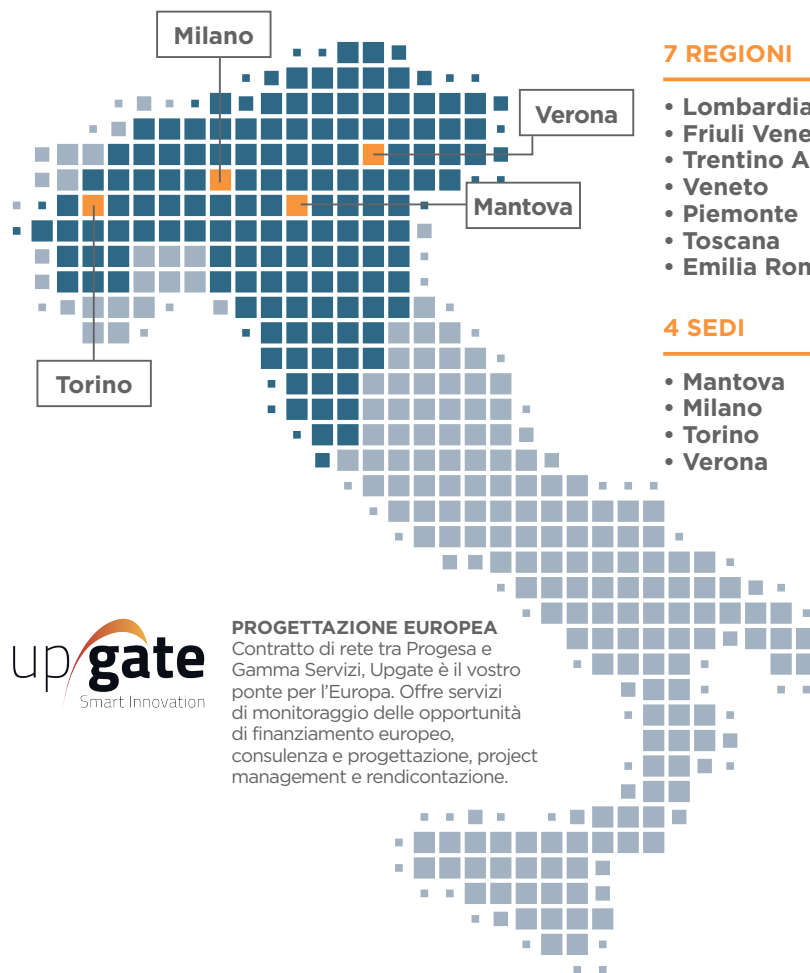 Milano
Verona
Mantova
Torino
7 REGIONI
• Lombardia
• Friuli Vene
• Trentino A
• Veneto
• Piemonte
• Toscana
• Emilia Rom
4 SEDI
• Mantova
• Milano
• Torino
• Verona
up gate
Smart Innovation
PROGETTAZIONE EUROPEA
Contratto di rete tra Progesa e
Gamma Servizi, Upgate è il vostro
ponte per l'Europa. Offre servizi
di monitoraggio delle opportunità
di finanziamento europeo,
consulenza e progettazione, project
management e rendicontazione.